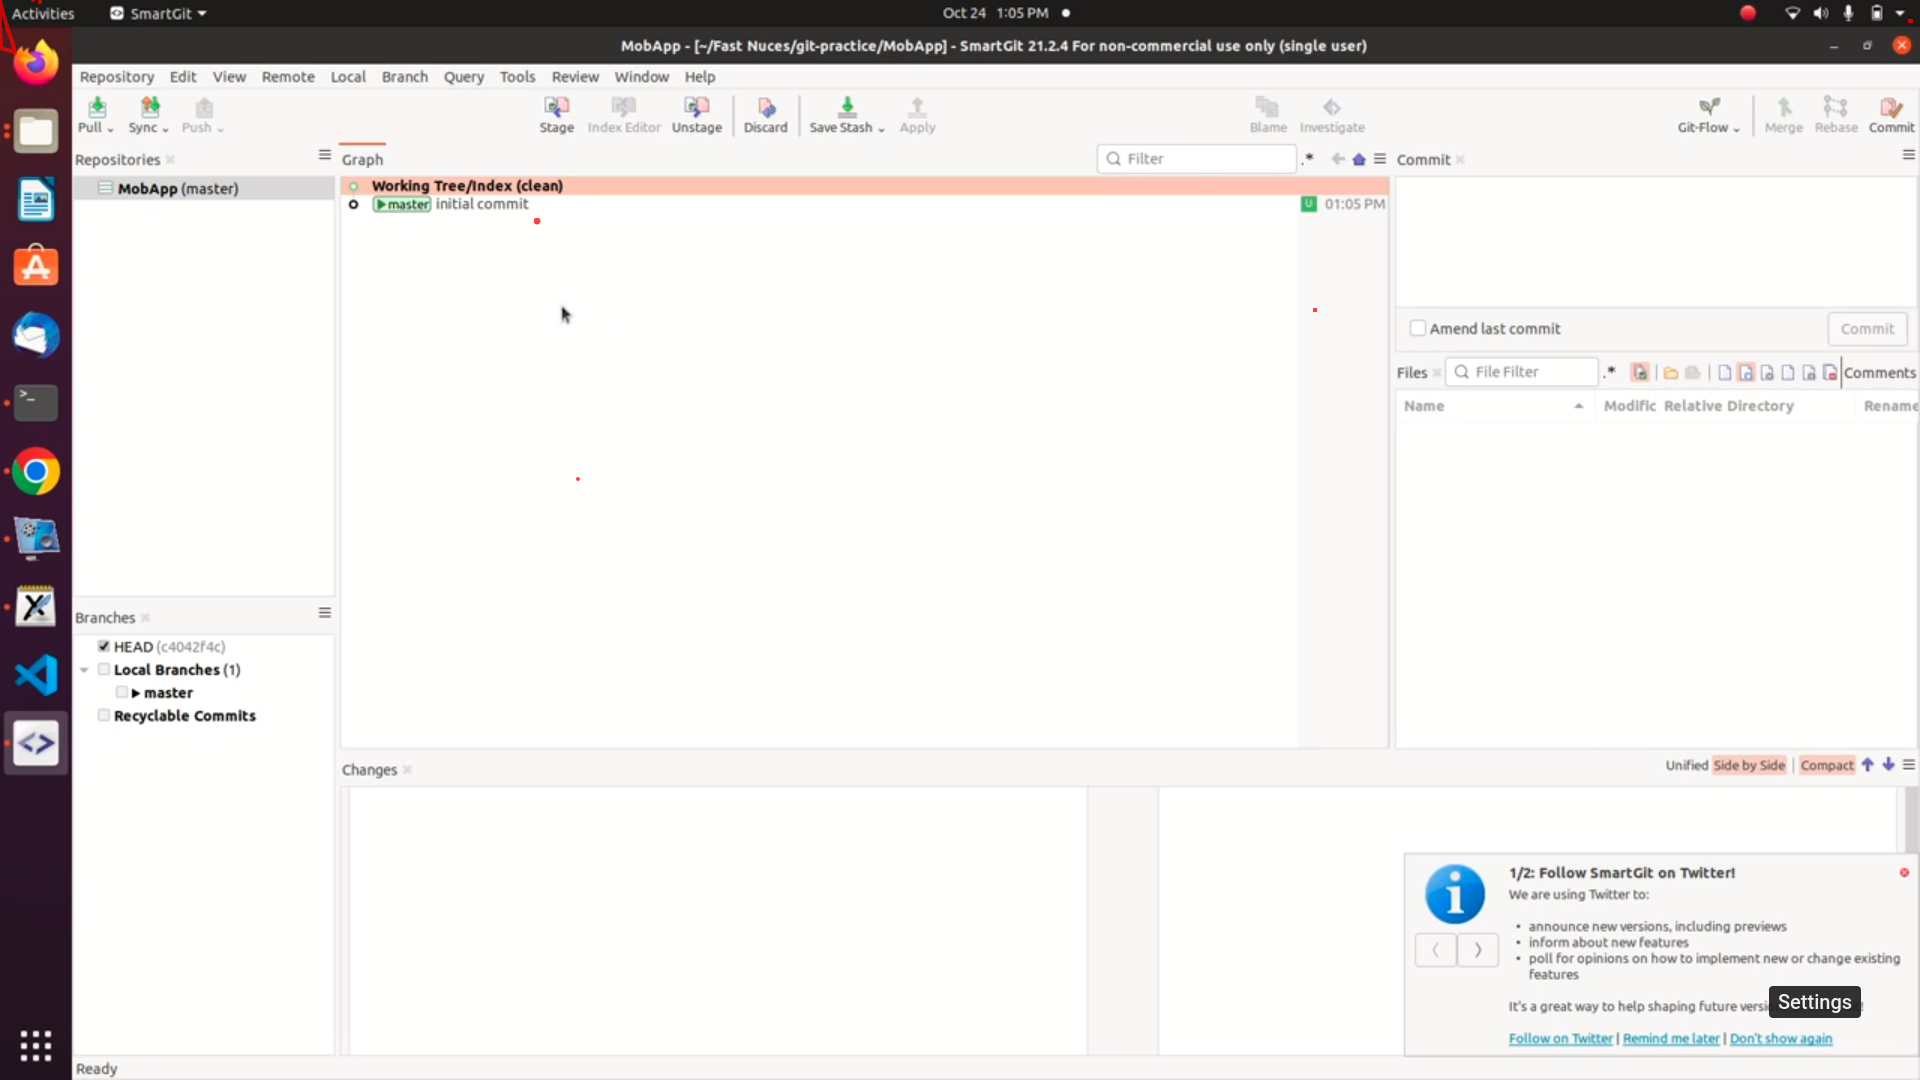 Activities
SmartGit
Oct 24 1:05 PM
MobApp - [~/Fast Nuces/git-practice/MobApp] - SmartGit 21.2.4 For non-commercial use only (single user)
Repository Edit View Remote Local Branch Query Tools Review Window Help
Pull Sync Push Stage Index Editor Unstage Discard Save Stash Apply Blame Investigate Git-Flow Merge Rebase Commit
Repositories
MobApp (master)
Graph
Filter
.*
Working Tree/Index (clean)
master initial commit
U 01:05 PM
Commit
Amend last commit
Commit
Files
File Filter
.*
Comments
Name Modific Relative Directory Rename
Branches
HEAD (c4042f4c)
Local Branches (1)
master
Recyclable Commits
Changes
Unified Side by Side | Compact
1/2: Follow SmartGit on Twitter!
We are using Twitter to:
• announce new versions, including previews
• inform about new features
• poll for opinions on how to implement new or change existing
features
It's a great way to help shaping future versi
Settings
!
Follow on Twitter | Remind me later | Don't show again
Ready